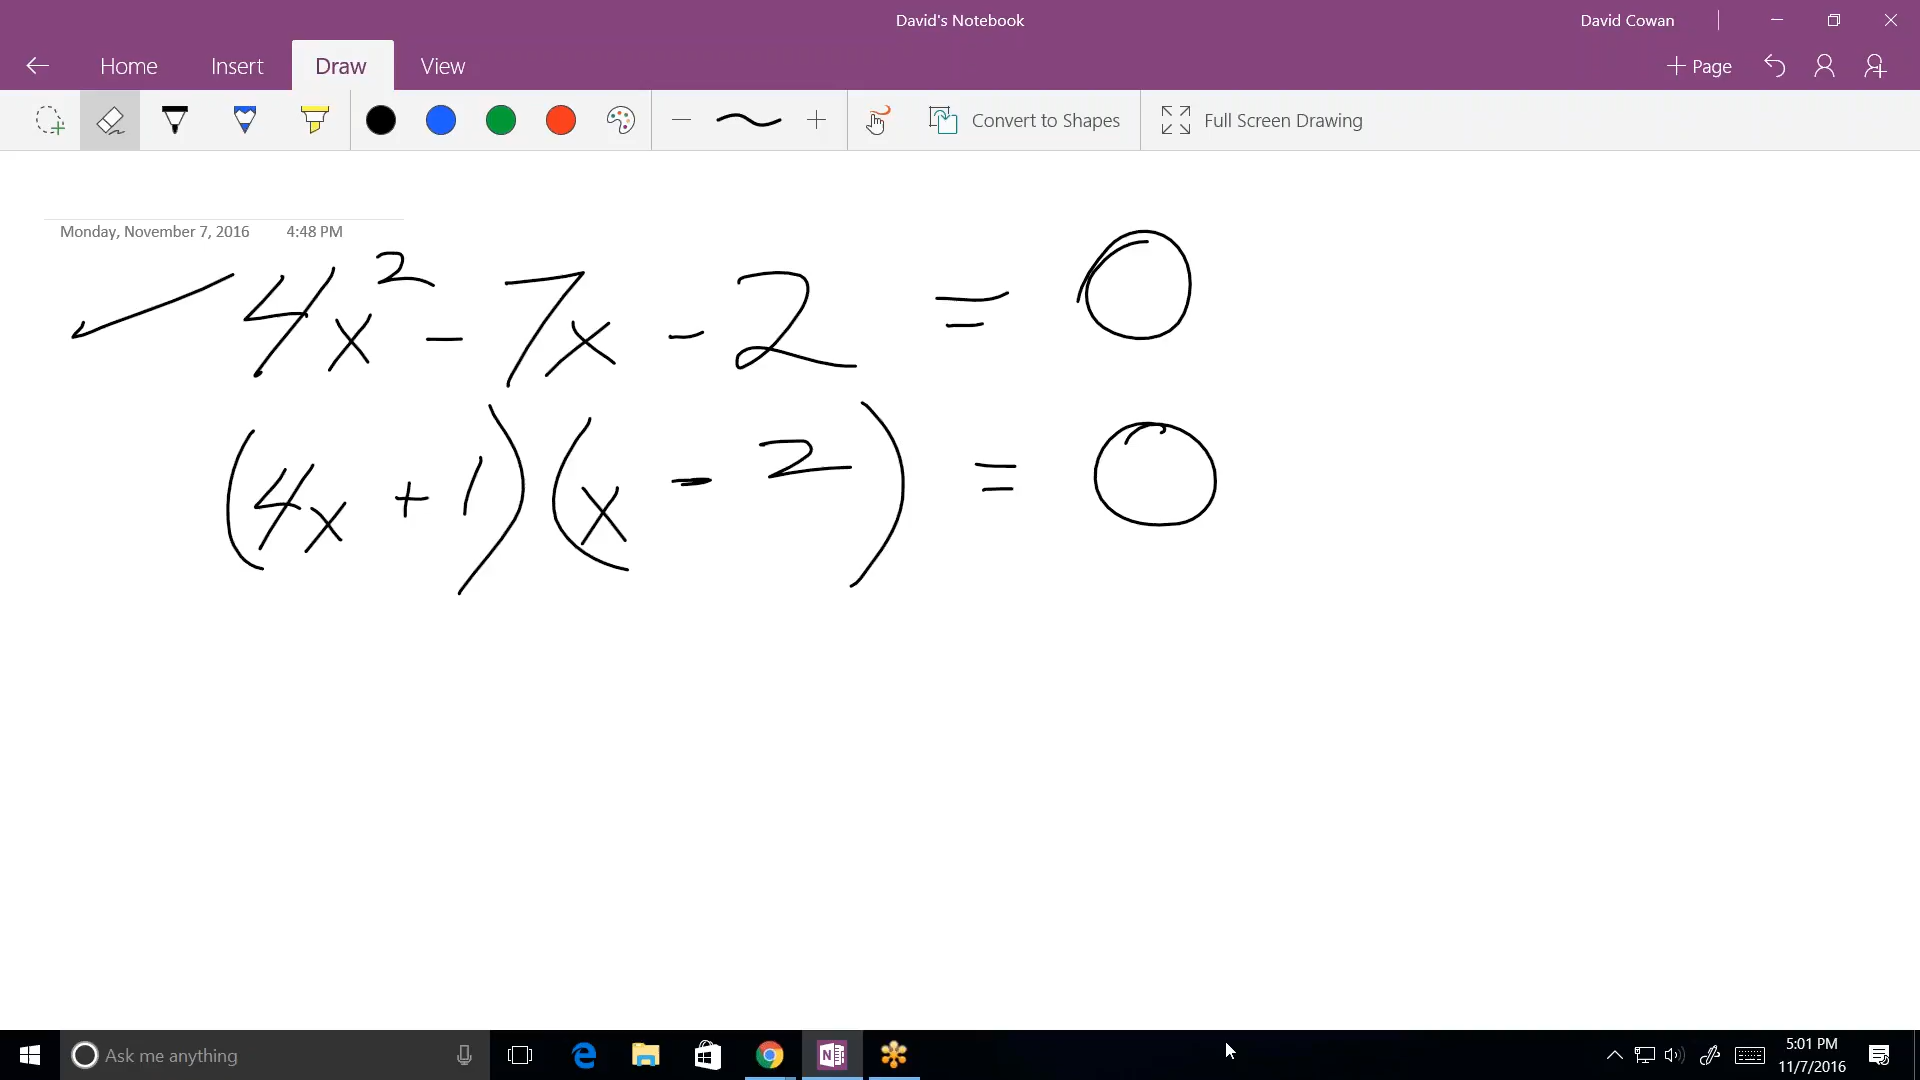 David's Notebook David Cowan
Home Insert Draw View + Page
Convert to Shapes Full Screen Drawing
Monday, November 7, 2016 4:48 PM
4x² - 7x - 2 = 0
(4x + 1)(x - 2) = 0
Ask me anything
5:01 PM
11/7/2016